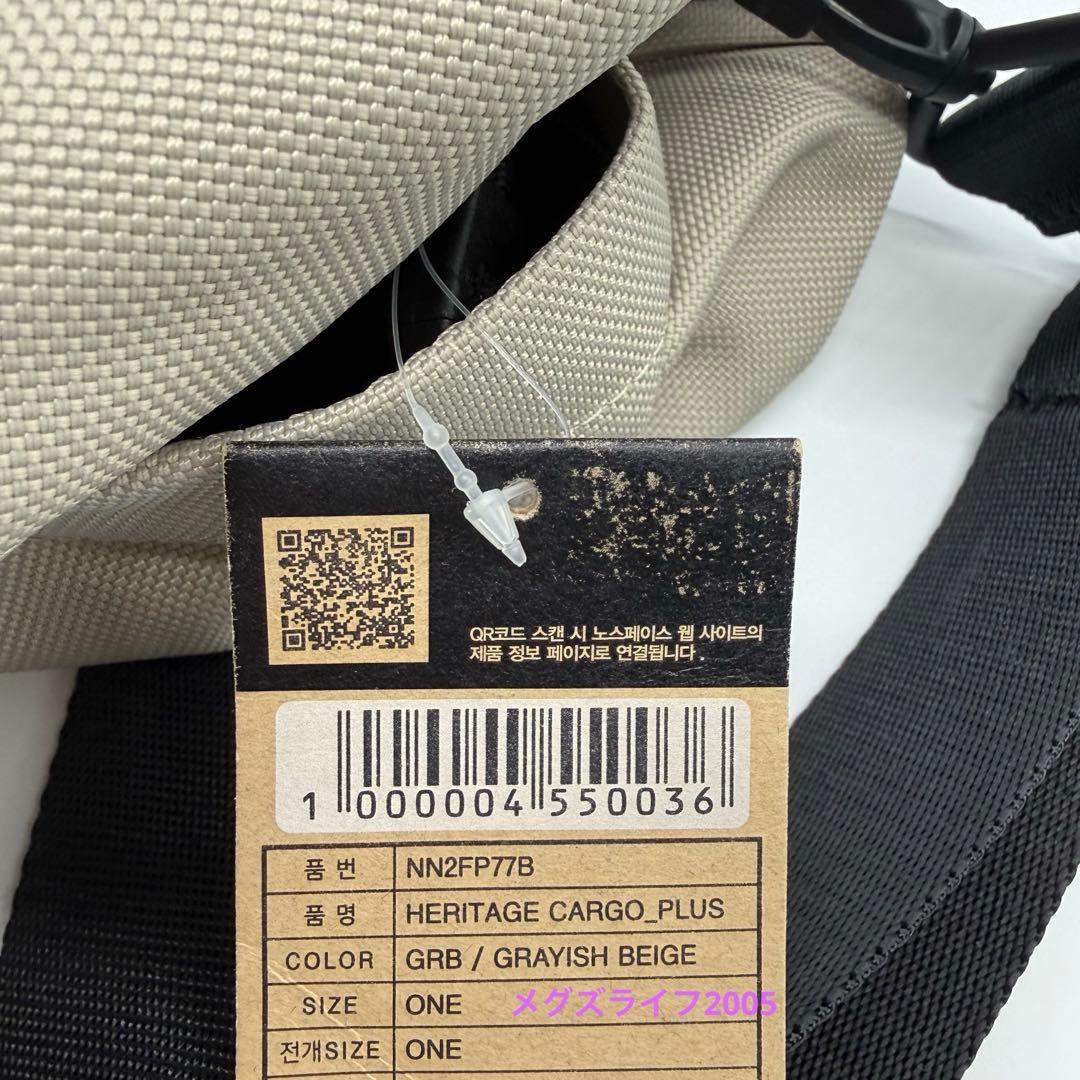 QR코드 스캔 시 노스페이스 웹 사이트의
제품 정보 페이지로 연결됩니다.
1 000004 550036
품 번 NN2FP77B
품 명 HERITAGE CARGO_PLUS
COLOR GRB / GRAYISH BEIGE
SIZE ONE
メグズライフ2005
전개SIZE ONE